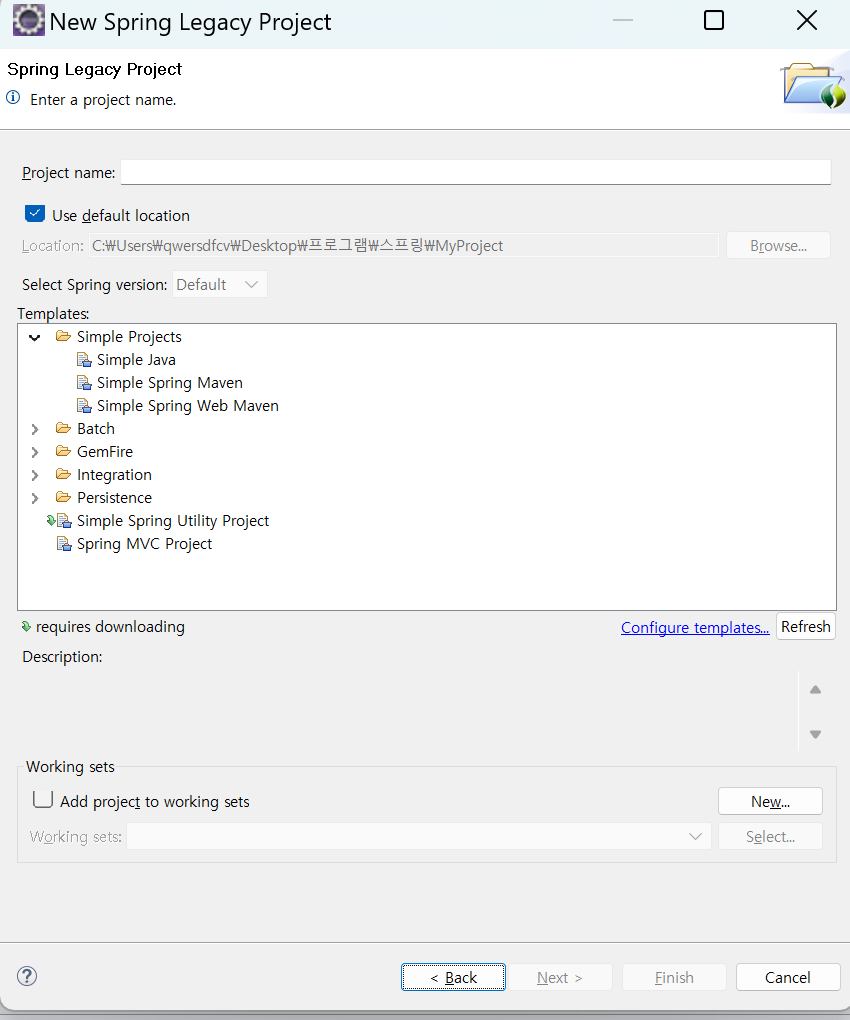 New Spring Legacy Project
Spring Legacy Project
Enter a project name.
Project name:
Use default location
Location: C:₩Users₩qwersdfcv₩Desktop₩프로그램₩스프링₩MyProject Browse...
Select Spring version: Default
Templates:
Simple Projects
Simple Java
Simple Spring Maven
Simple Spring Web Maven
Batch
GemFire
Integration
Persistence
Simple Spring Utility Project
Spring MVC Project
requires downloading Configure templates... Refresh
Description:
Working sets
Add project to working sets New...
Working sets: Select...
? < Back Next > Finish Cancel